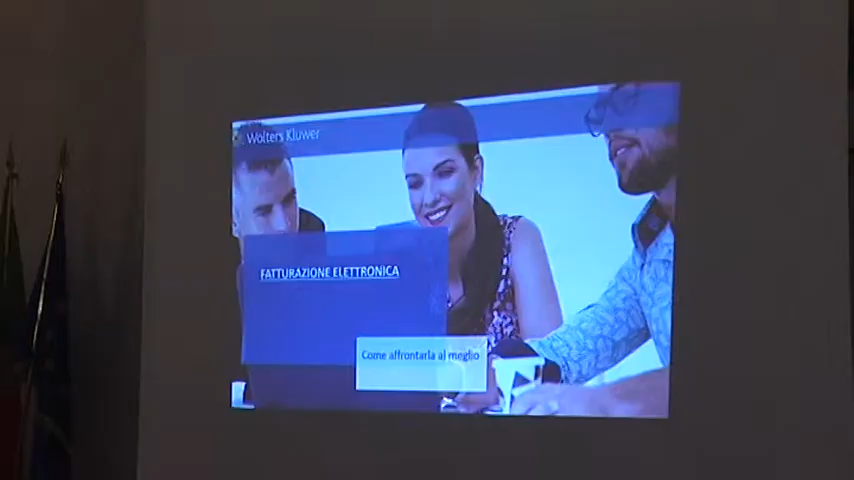 Wolters Kluwer
FATTURAZIONE ELETTRONICA
Come affrontarla al meglio